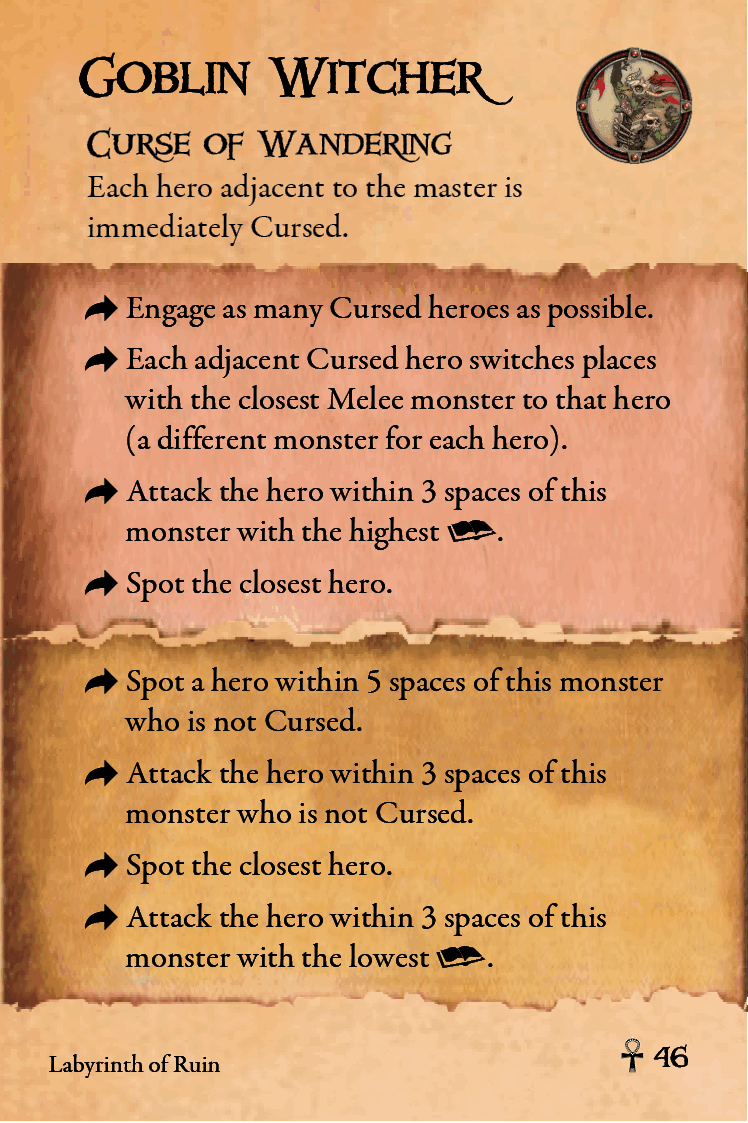 Goblin Witcher
Curse of Wandering
Each hero adjacent to the master is
immediately Cursed.
Engage as many Cursed heroes as possible.
Each adjacent Cursed hero switches places
with the closest Melee monster to that hero
(a different monster for each hero).
Attack the hero within 3 spaces of this
monster with the highest .
Spot the closest hero.
Spot a hero within 5 spaces of this monster
who is not Cursed.
Attack the hero within 3 spaces of this
monster who is not Cursed.
Spot the closest hero.
Attack the hero within 3 spaces of this
monster with the lowest .
Labyrinth of Ruin
46